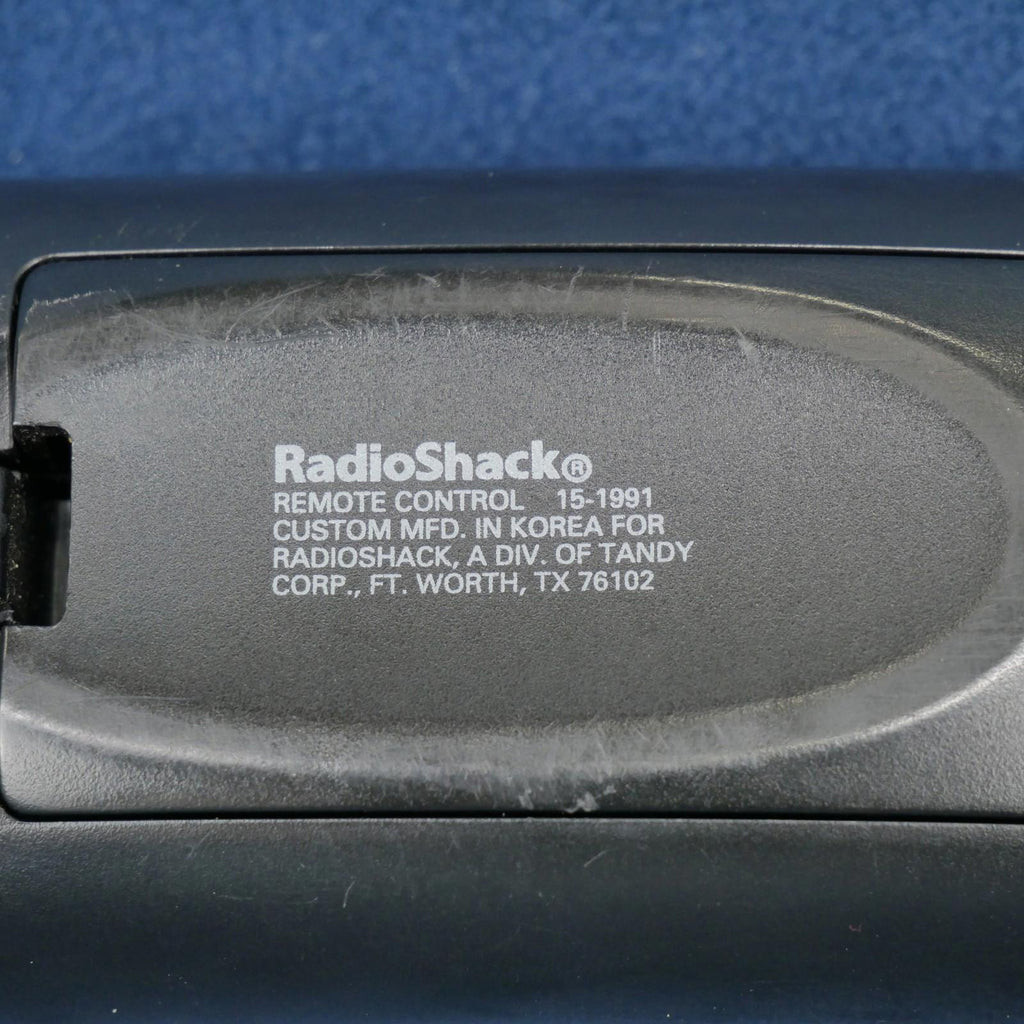 RadioShack®
REMOTE CONTROL 15-1991
CUSTOM MFD. IN KOREA FOR
RADIOSHACK, A DIV. OF TANDY
CORP., FT. WORTH, TX 76102